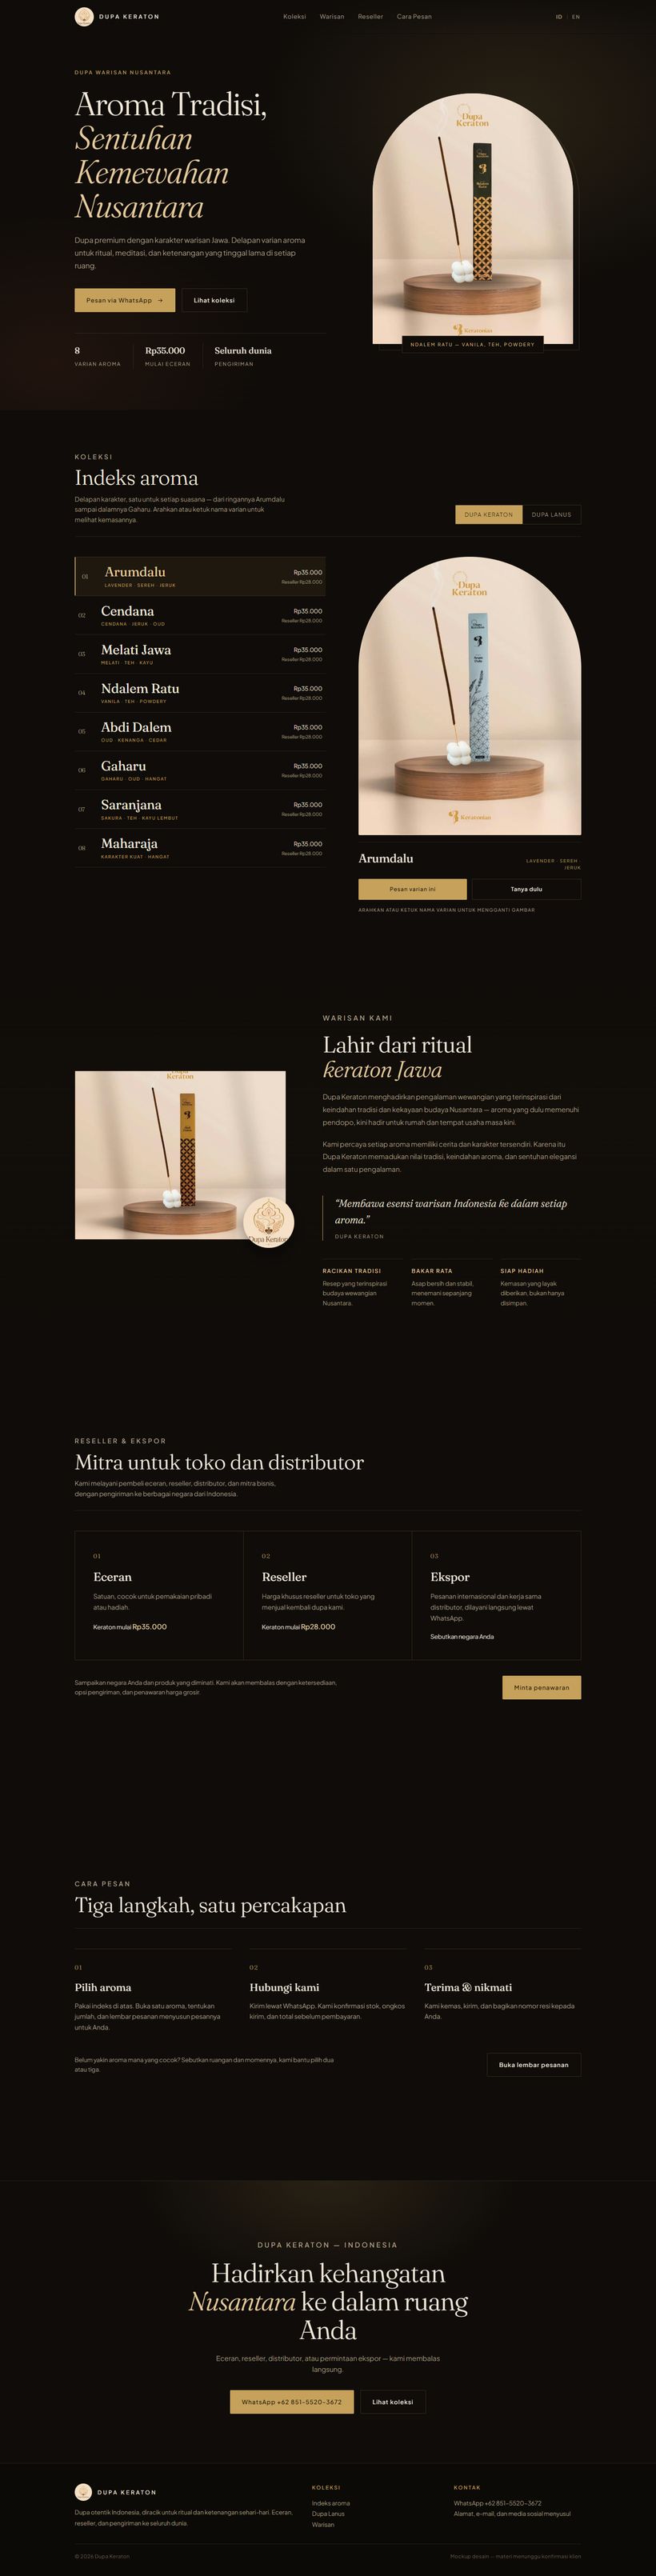 DUPA KERATON
Koleksi Warisan Reseller Cara Pesan
ID | EN
DUPA WARISAN NUSANTARA
Aroma Tradisi,
Sentuhan
Kemewahan
Nusantara
Dupa premium dengan karakter warisan Jawa. Delapan varian aroma
untuk ritual, meditasi, dan ketenangan yang tinggal lama di setiap
ruang.
Pesan via WhatsApp →
Lihat koleksi
8
VARIAN AROMA
Rp35.000
MULAI ECERAN
Seluruh dunia
PENGIRIMAN
Dupa
Keraton
Keratonian
NDALEM RATU — VANILA, TEH, POWDERY
KOLEKSI
Indeks aroma
Delapan karakter, satu untuk setiap suasana — dari ringannya Arumdalu
sampai dalamnya Gaharu. Arahkan atau ketuk nama varian untuk
melihat kemasannya.
DUPA KERATON
DUPA LANUS
01
Arumdalu
LAVENDER · SEREH · JERUK
Rp35.000
Reseller Rp28.000
02
Cendana
CENDANA · JERUK · OUD
Rp35.000
Reseller Rp28.000
03
Melati Jawa
MELATI · TEH · KAYU
Rp35.000
Reseller Rp28.000
04
Ndalem Ratu
VANILA · TEH · POWDERY
Rp35.000
Reseller Rp28.000
05
Abdi Dalem
OUD · KENANGA · CEDAR
Rp35.000
Reseller Rp28.000
06
Gaharu
GAHARU · OUD · HANGAT
Rp35.000
Reseller Rp28.000
07
Saranjana
SAKURA · TEH · KAYU LEMBUT
Rp35.000
Reseller Rp28.000
08
Maharaja
KARAKTER KUAT · HANGAT
Rp35.000
Reseller Rp28.000
Dupa
Keraton
Keratonian
Arumdalu
LAVENDER · SEREH ·
JERUK
Pesan varian ini
Tanya dulu
ARAHKAN ATAU KETUK NAMA VARIAN UNTUK MENGGANTI GAMBAR
Keraton
Dupa Keraton
WARISAN KAMI
Lahir dari ritual
keraton Jawa
Dupa Keraton menghadirkan pengalaman wewangian yang terinspirasi dari
keindahan tradisi dan kekayaan budaya Nusantara — aroma yang dulu memenuhi
pendopo, kini hadir untuk rumah dan tempat usaha masa kini.
Kami percaya setiap aroma memiliki cerita dan karakter tersendiri. Karena itu
Dupa Keraton memadukan nilai tradisi, keindahan aroma, dan sentuhan elegansi
dalam satu pengalaman.
“Membawa esensi warisan Indonesia ke dalam setiap
aroma.”
DUPA KERATON
RACIKAN TRADISI
Resep yang terinspirasi
budaya wewangian
Nusantara.
BAKAR RATA
Asap bersih dan stabil,
menemani sepanjang
momen.
SIAP HADIAH
Kemasan yang layak
diberikan, bukan hanya
disimpan.
RESELLER & EKSPOR
Mitra untuk toko dan distributor
Kami melayani pembeli eceran, reseller, distributor, dan mitra bisnis,
dengan pengiriman ke berbagai negara dari Indonesia.
01
Eceran
Satuan, cocok untuk pemakaian pribadi
atau hadiah.
Keraton mulai Rp35.000
02
Reseller
Harga khusus reseller untuk toko yang
menjual kembali dupa kami.
Keraton mulai Rp28.000
03
Ekspor
Pesanan internasional dan kerja sama
distributor, dilayani langsung lewat
WhatsApp.
Sebutkan negara Anda
Sampaikan negara Anda dan produk yang diminati. Kami akan membalas dengan ketersediaan,
opsi pengiriman, dan penawaran harga grosir.
Minta penawaran
CARA PESAN
Tiga langkah, satu percakapan
01
Pilih aroma
Pakai indeks di atas. Buka satu aroma, tentukan
jumlah, dan lembar pesanan menyusun pesannya
untuk Anda.
02
Hubungi kami
Kirim lewat WhatsApp. Kami konfirmasi stok, ongkos
kirim, dan total sebelum pembayaran.
03
Terima & nikmati
Kami kemas, kirim, dan bagikan nomor resi kepada
Anda.
Belum yakin aroma mana yang cocok? Sebutkan ruangan dan momennya, kami bantu pilih dua
atau tiga.
Buka lembar pesanan
DUPA KERATON — INDONESIA
Hadirkan kehangatan
Nusantara ke dalam ruang
Anda
Eceran, reseller, distributor, atau permintaan ekspor — kami membalas
langsung.
WhatsApp +62 851-5520-3672
Lihat koleksi
DUPA KERATON
Dupa otentik Indonesia, diracik untuk ritual dan ketenangan sehari-hari. Eceran,
reseller, dan pengiriman ke seluruh dunia.
KOLEKSI
Indeks aroma
Dupa Lanus
Warisan
KONTAK
WhatsApp +62 851-5520-3672
Alamat, e-mail, dan media sosial menyusul
© 2026 Dupa Keraton
Mockup desain — materi menunggu konfirmasi klien